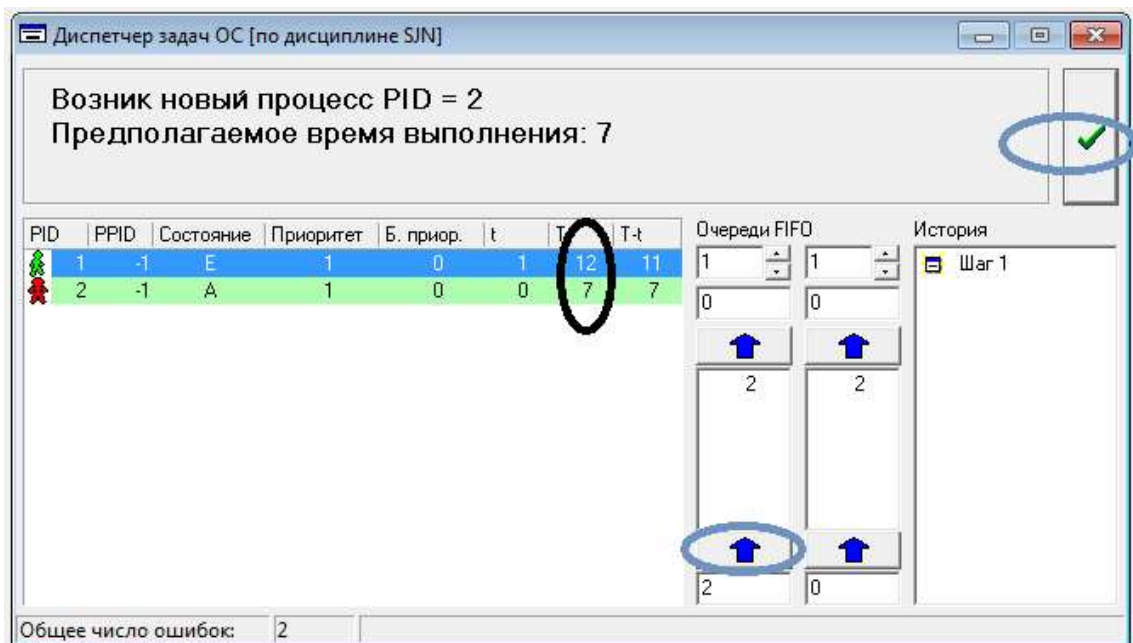 Диспетчер задач ОС [по дисциплине SJN]
Возник новый процесс PID = 2
Предполагаемое время выполнения: 7
PID PPID Состояние Приоритет Б. приор. t T T-t
1 -1 E 1 0 1 12 11
2 -1 A 1 0 0 7 7
Очереди FIFO
1 1
0 0
2 2
2 0
История
Шаг 1
Общее число ошибок: 2